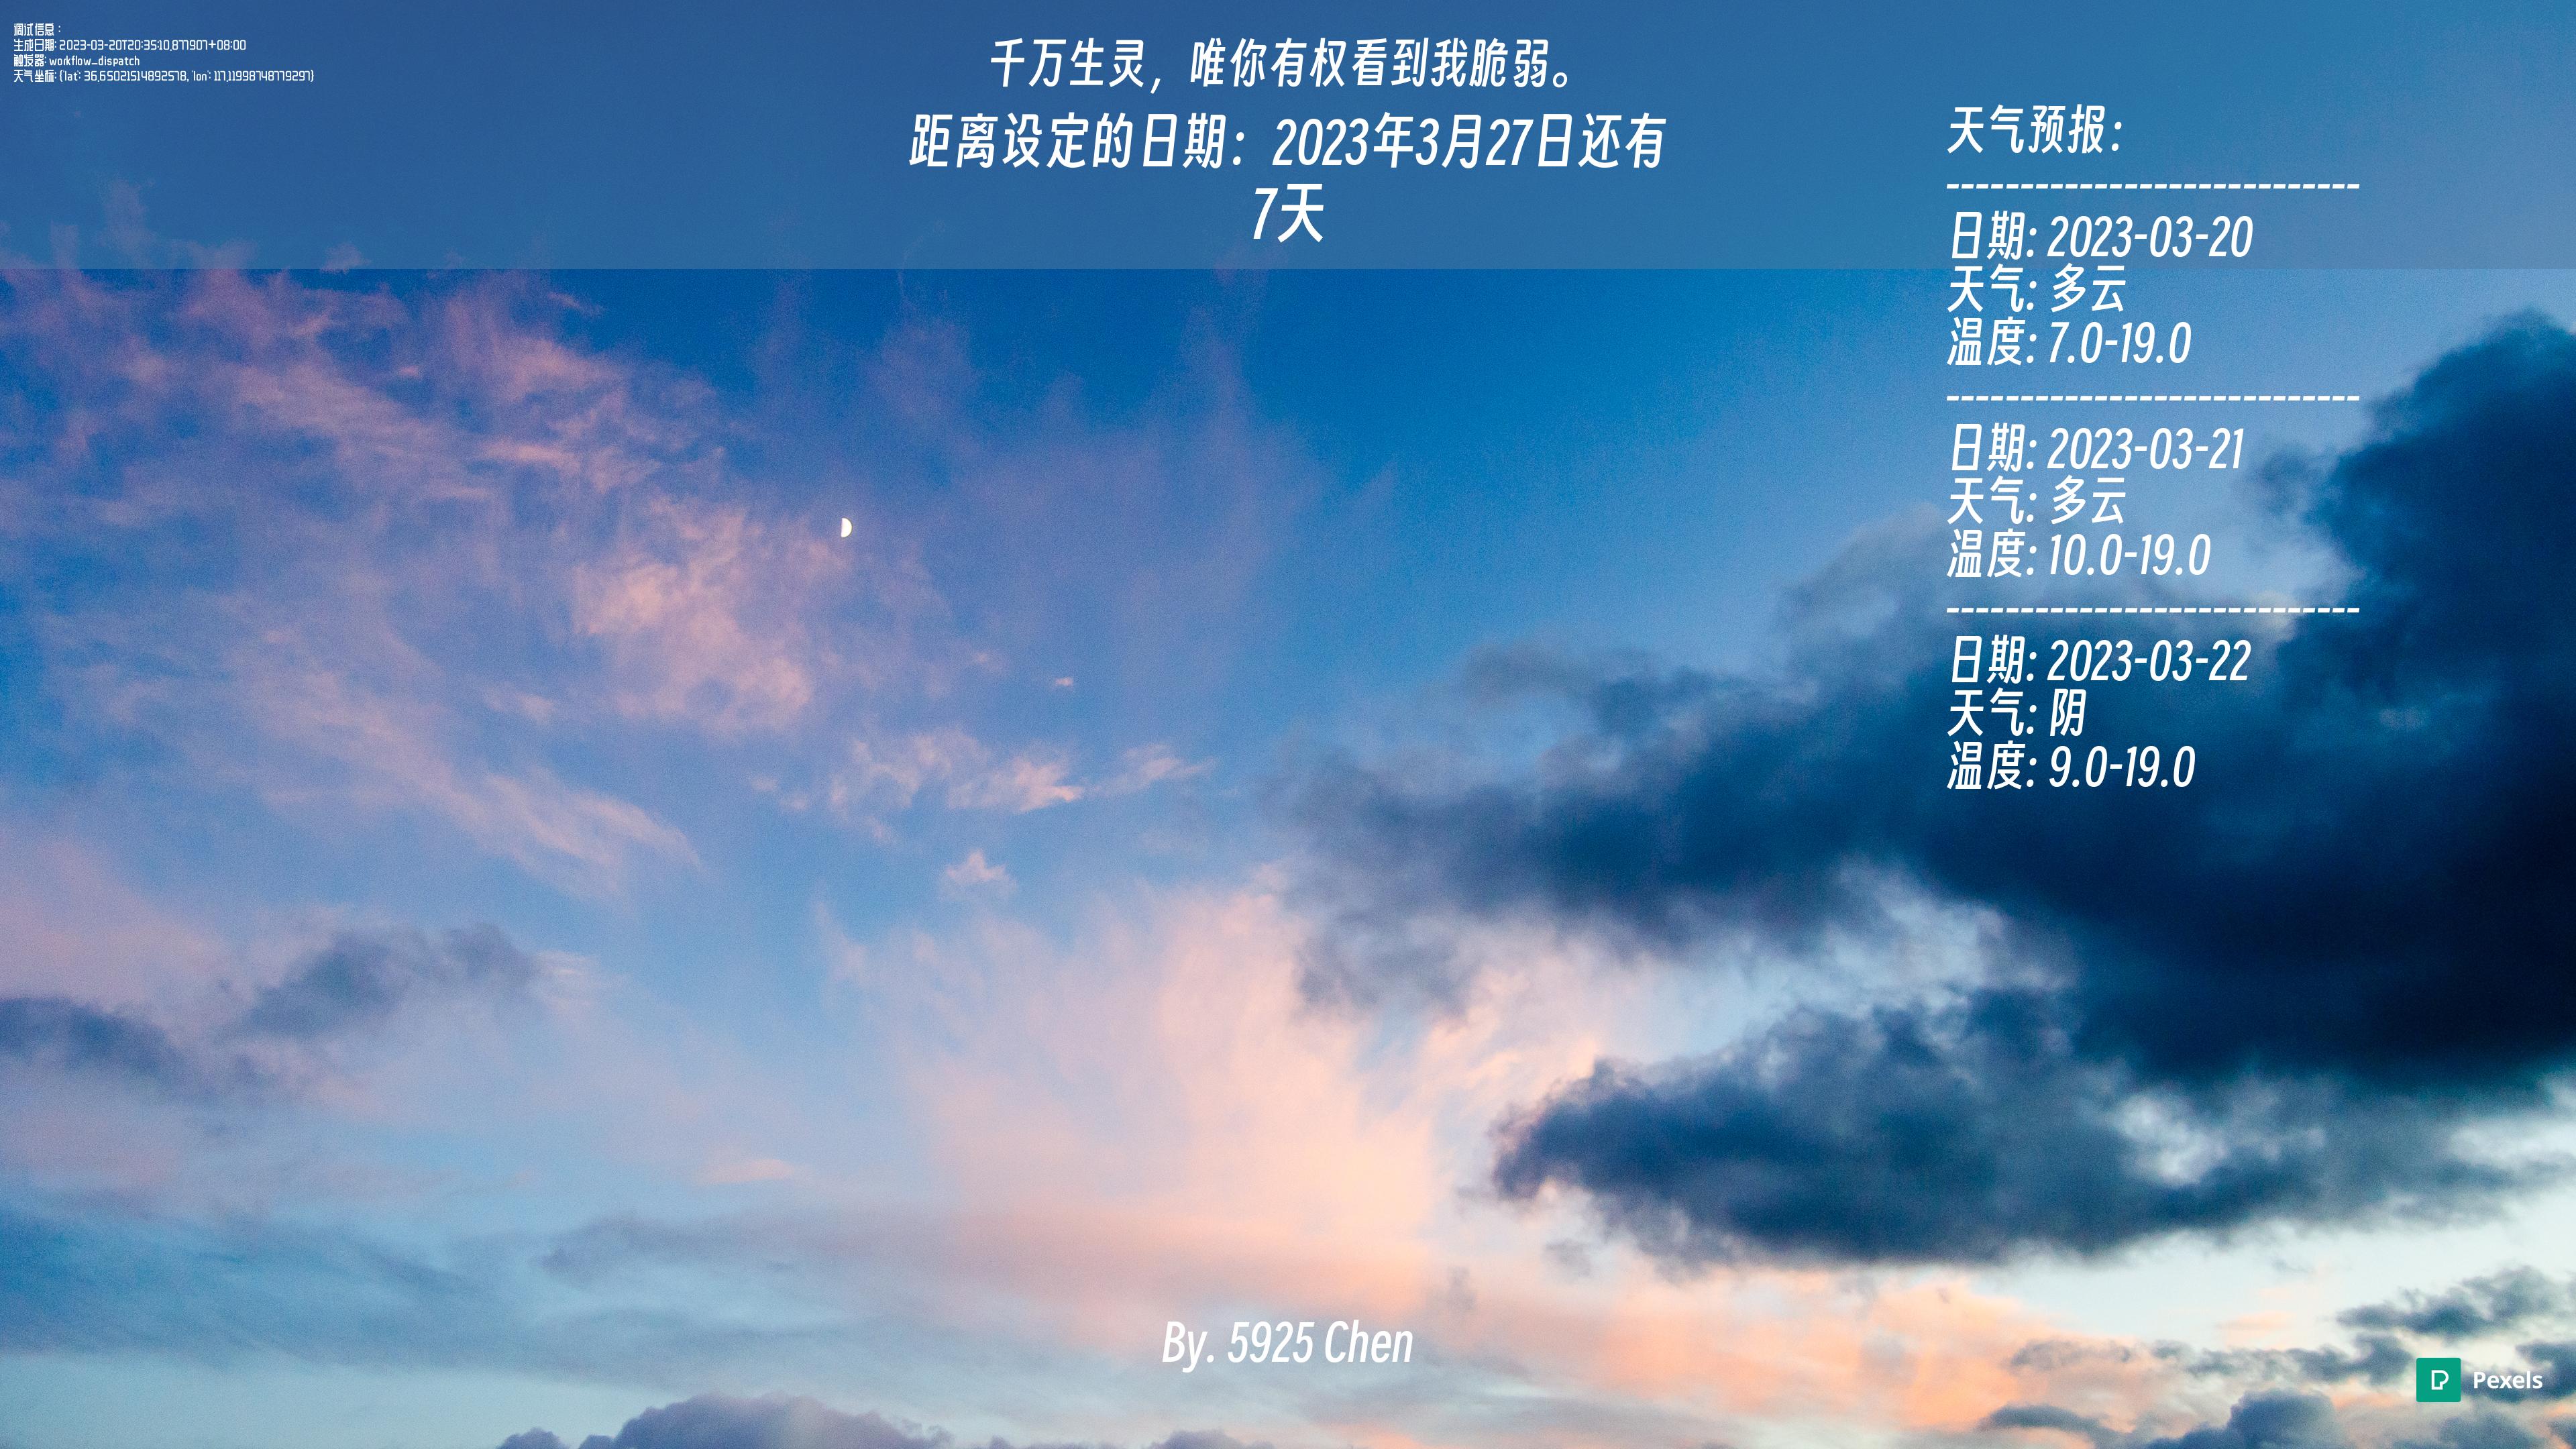 调试信息：
生成日期: 2023-03-20T20:35:10.877907+08:00
触发器: workflow_dispatch
天气坐标: {'lat': 36.65021514892578, 'lon': 117.11998748779297}
千万生灵，唯你有权看到我脆弱。
距离设定的日期：2023年3月27日还有
7天
天气预报：
----------------------------
日期: 2023-03-20
天气: 多云
温度: 7.0-19.0
----------------------------
日期: 2023-03-21
天气: 多云
温度: 10.0-19.0
----------------------------
日期: 2023-03-22
天气: 阴
温度: 9.0-19.0
By. 5925 Chen
Pexels